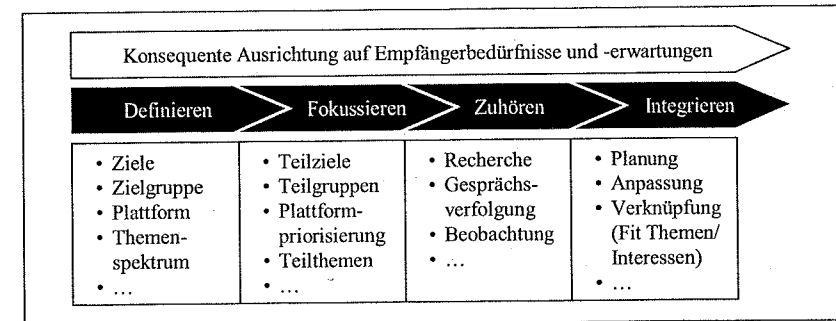 Konsequente Ausrichtung auf Empfängerbedürfnisse und -erwartungen
Definieren
Fokussieren
Zuhören
Integrieren
• Ziele
• Zielgruppe
• Plattform
• Themen-
spektrum
• …
• Teilziele
• Teilgruppen
• Plattform-
priorisierung
• Teilthemen
• …
• Recherche
• Gesprächs-
verfolgung
• Beobachtung
• …
• Planung
• Anpassung
• Verknüpfung
(Fit Themen/
Interessen)
• …